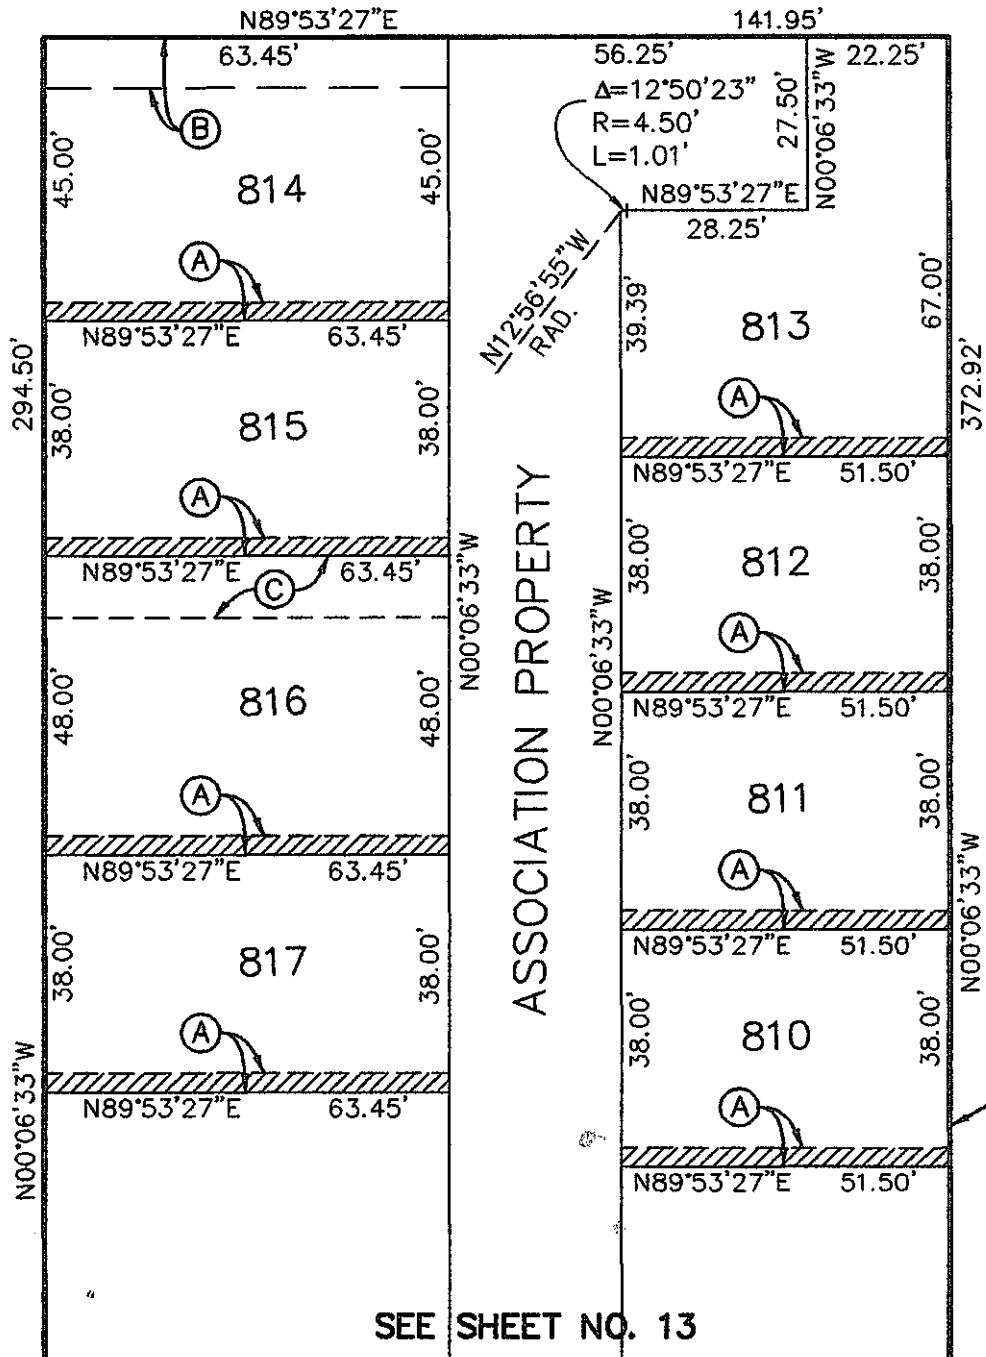 N89°53'27"E 141.95'
63.45' 56.25' 22.25'
Δ=12°50'23"
R=4.50'
L=1.01'
27.50'
N00°06'33"W
B
45.00' 814 45.00'
N89°53'27"E
28.25'
A
N12°56'55"W
RAD.
39.39' 813 67.00'
N89°53'27"E 63.45'
294.50'
372.92'
38.00' 815 38.00'
A
N89°53'27"E 51.50'
A
N89°53'27"E 63.45'
C
N00°06'33"W
ASSOCIATION PROPERTY
N00°06'33"W
38.00' 812 38.00'
A
N89°53'27"E 51.50'
48.00' 816 48.00'
A
N89°53'27"E 63.45'
38.00' 811 38.00'
A
N89°53'27"E 51.50'
N00°06'33"W
38.00' 817 38.00'
A
N89°53'27"E 63.45'
N00°06'33"W
38.00' 810 38.00'
A
N89°53'27"E 51.50'
SEE SHEET NO. 13